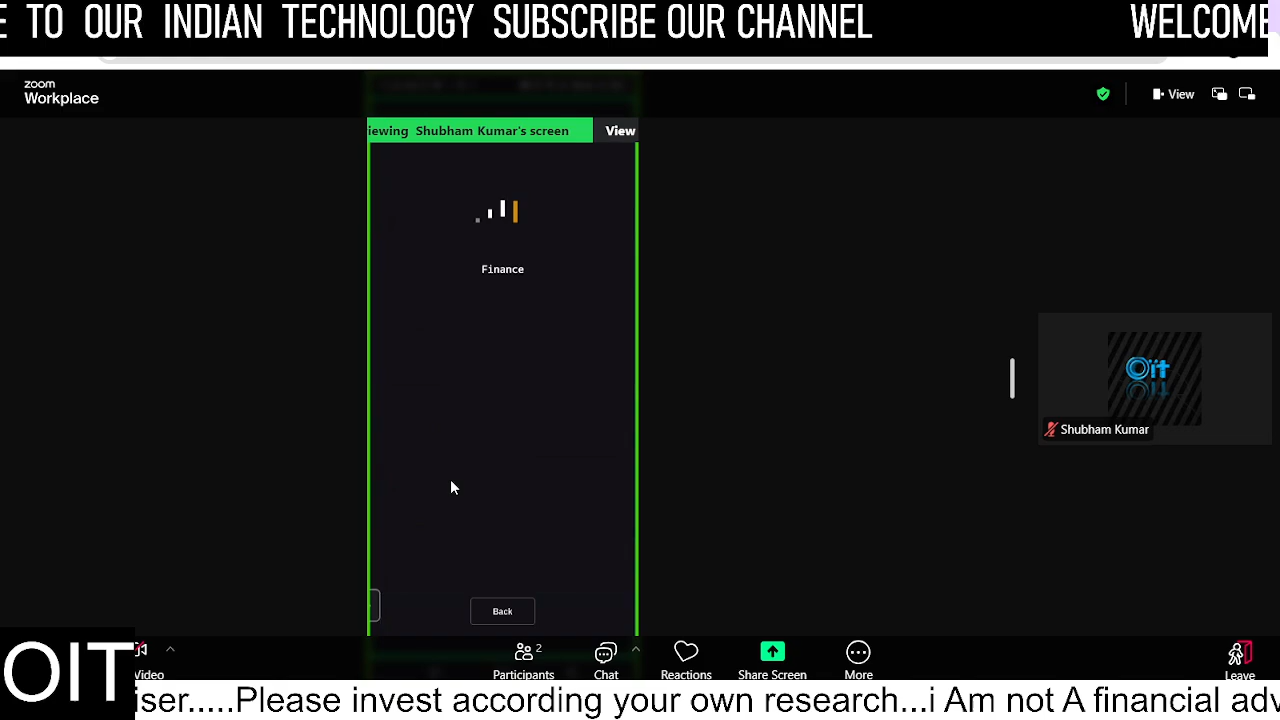 E TO OUR INDIAN TECHNOLOGY SUBSCRIBE OUR CHANNEL WELCOME
zoom
Workplace
View
iewing Shubham Kumar's screen View
Finance
Oit
Shubham Kumar
Back
2
Video Participants Chat Reactions Share Screen More Leave
OIT
iser.....Please invest according your own research...i Am not A financial adv